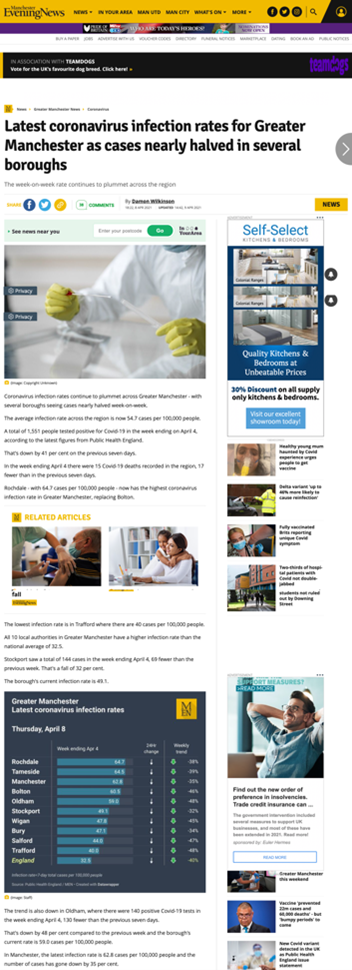 Manchester
Evening News
NEWS IN YOUR AREA MAN UTD MAN CITY WHAT'S ON MORE
WHO ARE TODAY'S HEROES?
NOMINATIONS OPEN NOW
BUY A PAPER JOBS ADVERTISE WITH US VOUCHER CODES DIRECTORY FUNERAL NOTICES MARKETPLACE DATING BOOK AN AD PUBLIC NOTICES
IN ASSOCIATION WITH TEAMDOGS
Vote for the UK's favourite dog breed. Click here! »
teamdogs
News Greater Manchester News Coronavirus
Latest coronavirus infection rates for Greater
Manchester as cases nearly halved in several
boroughs
The week-on-week rate continues to plummet across the region
SHARE
COMMENTS
By Damon Wilkinson
NEWS
See news near you
Enter your postcode
Go
In
YourArea
Privacy
Privacy
(Image: Copyright Unknown)
Coronavirus infection rates continue to plummet across Greater Manchester - with
several boroughs seeing cases nearly halved week-on-week.
The average infection rate across the region is now 54.7 cases per 100,000 people.
A total of 1,551 people tested positive for Covid-19 in the week ending on April 4,
according to the latest figures from Public Health England.
That's down by 41 per cent on the previous seven days.
In the week ending April 4 there were 15 Covid-19 deaths recorded in the region, 17
fewer than in the previous seven days.
Rochdale - with 64.7 cases per 100,000 people - now has the highest coronavirus
infection rate in Greater Manchester, replacing Bolton.
RELATED ARTICLES
fall
The lowest infection rate is in Trafford where there are 40 cases per 100,000 people.
All 10 local authorities in Greater Manchester have a higher infection rate than the
national average of 32.5.
Stockport saw a total of 144 cases in the week ending April 4, 69 fewer than the
previous week. That's a fall of 32 per cent.
The borough's current infection rate is 49.1.
Greater Manchester
Latest coronavirus infection rates
Thursday, April 8
Week ending Apr 4
24hr change
Weekly trend
Rochdale 64.7 -38%
Tameside 64.5 -39%
Manchester 62.8 -35%
Bolton 60.5 -46%
Oldham 59.0 -48%
Stockport 49.1 -32%
Wigan 47.8 -45%
Bury 47.1 -34%
Salford 44.0 -47%
Trafford 40.0 -48%
England 32.5 -40%
Infection rate=7-day total cases per 100,000 people
Source: Public Health England / MEN • Created with Datawrapper
(Image: Staff)
The trend is also down in Oldham, where there were 140 positive Covid-19 tests in
the week ending April 4, 130 fewer than the previous seven days.
That's down by 48 per cent compared to the previous week and the borough's
current rate is 59.0 cases per 100,000 people.
In Manchester, the latest infection rate is 62.8 cases per 100,000 people and the
number of cases has gone down by 35 per cent.
Self-Select
KITCHENS & BEDROOMS
Colonial Ranges
Colonial Ranges
Quality Kitchens &
Bedrooms at
Unbeatable Prices
30% Discount on all supply
only kitchens & bedrooms.
Visit our excellent
showroom today!
Healthy young mum
haunted by Covid
experience urges
people to get
vaccine
Delta variant 'up to
40% more likely to
cause reinfection'
Fully vaccinated
Brits reporting
unique Covid
symptom
Two-thirds of hospi-
tal patients with
Covid not double-
jabbed
students not ruled
out by Downing
Street
SUPPORT MEASURES?
READ MORE
Find out the new order of
preference in insolvencies.
Trade credit insurance can ...
The government intervention included
several measures to support UK
businesses, and most of these have been
extended in 2021. Read more!
sponsored by: Euler Hermes
READ MORE
Greater Manchester
this weekend
Vaccine 'prevented
22m cases and
60,000 deaths' - but
'bumpy periods' to
come
New Covid variant
detected in the UK
as Public Health
England issue
statement